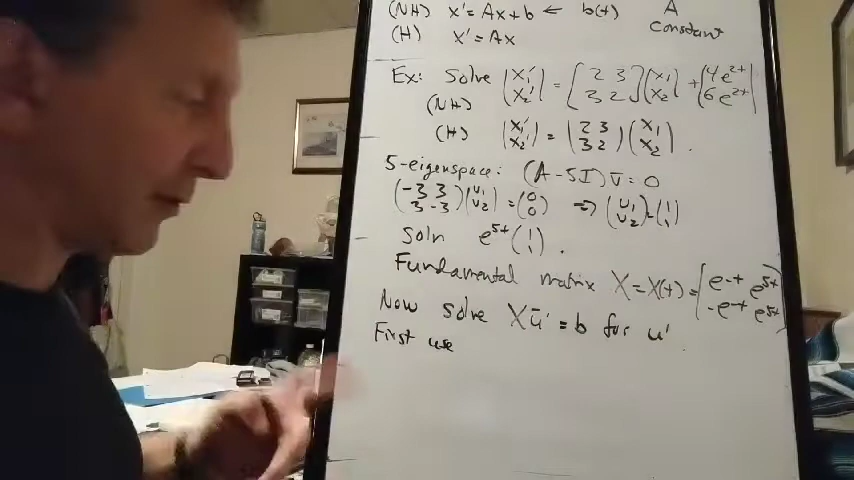 (NH) x' = Ax + b ← b(t) A constant
(H) x' = Ax
Ex: Solve (x₁' x₂') = [2 3 3 2](x₁ x₂) + (4e^2t 6e^2t)
(NH)
(H) (x₁' x₂') = (2 3 3 2)(x₁ x₂).
5-eigenspace: (A - 5I)v̄ = 0
(-3 3 3 -3)(v₁ v₂) = (0 0) => (v₁ v₂) = (1 1)
Soln e^5t (1 1).
Fundamental matrix X = X(t) = (e^-t e^5t -e^-t e^5t)
Now solve Xū' = b for u'
First use